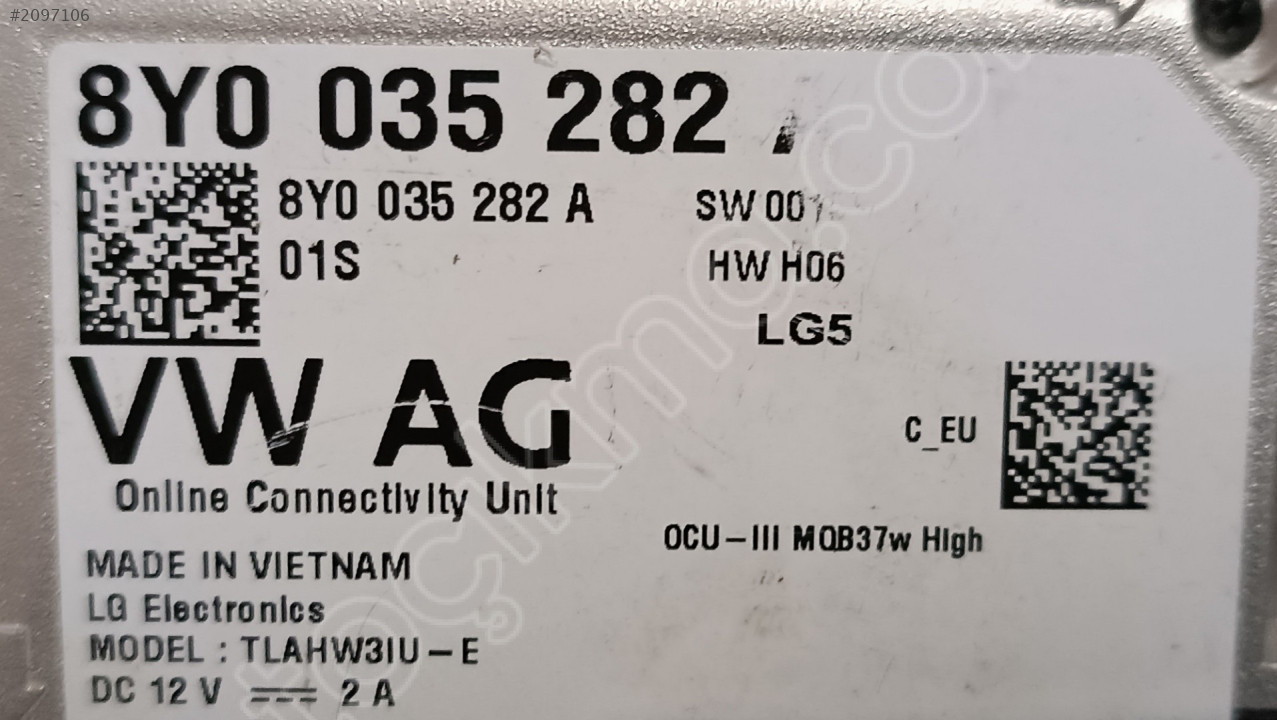 #2097106
8Y0 035 282
8Y0 035 282 A
01S
SW
HW H06
LG5
VW AG
C_EU
Online Connectivity Unit
OCU-III MQB37w High
MADE IN VIETNAM
LG Electronics
MODEL : TLAHW3IU-E
DC 12 V ⎓ 2 A